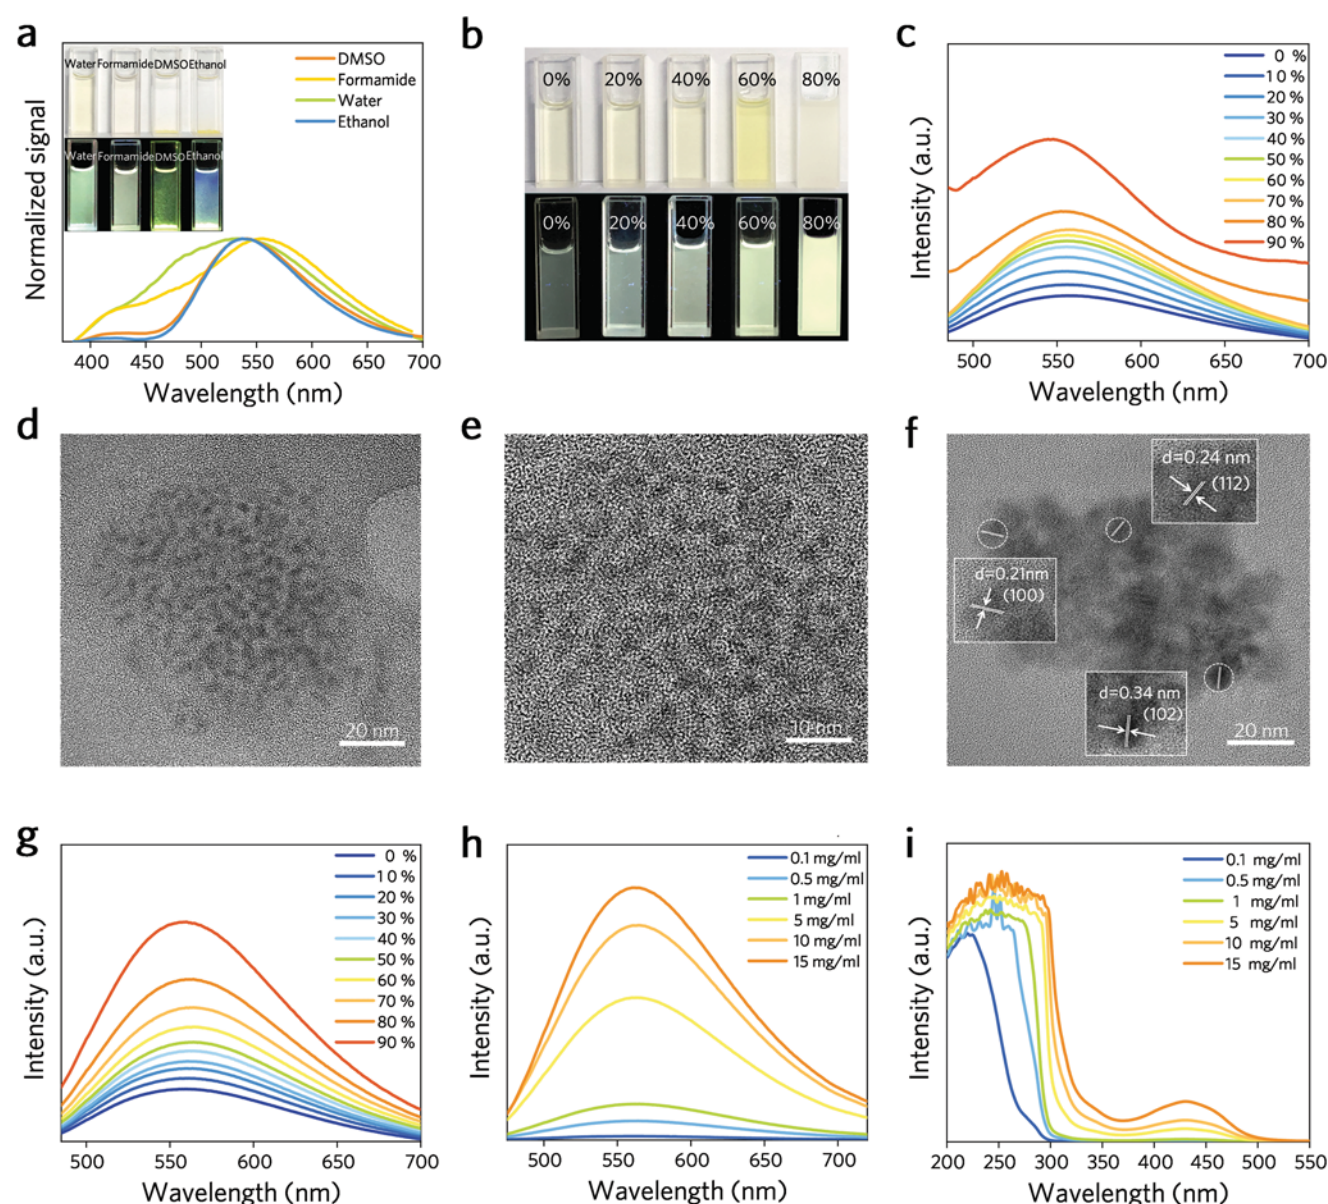 a
Normalized signal
Water Formamide DMSO Ethanol
Water Formamide DMSO Ethanol
DMSO
Formamide
Water
Ethanol
400 450 500 550 600 650 700
Wavelength (nm)
b
0% 20% 40% 60% 80%
0% 20% 40% 60% 80%
c
Intensity (a.u.)
0 %
10 %
20 %
30 %
40 %
50 %
60 %
70 %
80 %
90 %
500 550 600 650 700
Wavelength (nm)
d
20 nm
e
10 nm
f
d=0.24 nm
(112)
d=0.21nm
(100)
d=0.34 nm
(102)
20 nm
g
Intensity (a.u.)
0 %
10 %
20 %
30 %
40 %
50 %
60 %
70 %
80 %
90 %
500 550 600 650 700
Wavelength (nm)
h
Intensity (a.u.)
0.1 mg/ml
0.5 mg/ml
1 mg/ml
5 mg/ml
10 mg/ml
15 mg/ml
500 550 600 650 700
Wavelength (nm)
i
Intensity (a.u.)
0.1 mg/ml
0.5 mg/ml
1 mg/ml
5 mg/ml
10 mg/ml
15 mg/ml
200 250 300 350 400 450 500 550
Wavelength (nm)